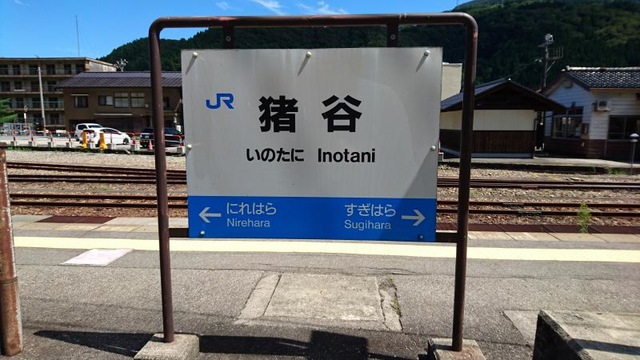 JR
猪谷
いのたに Inotani
← にれはら すぎはら →
Nirehara Sugihara